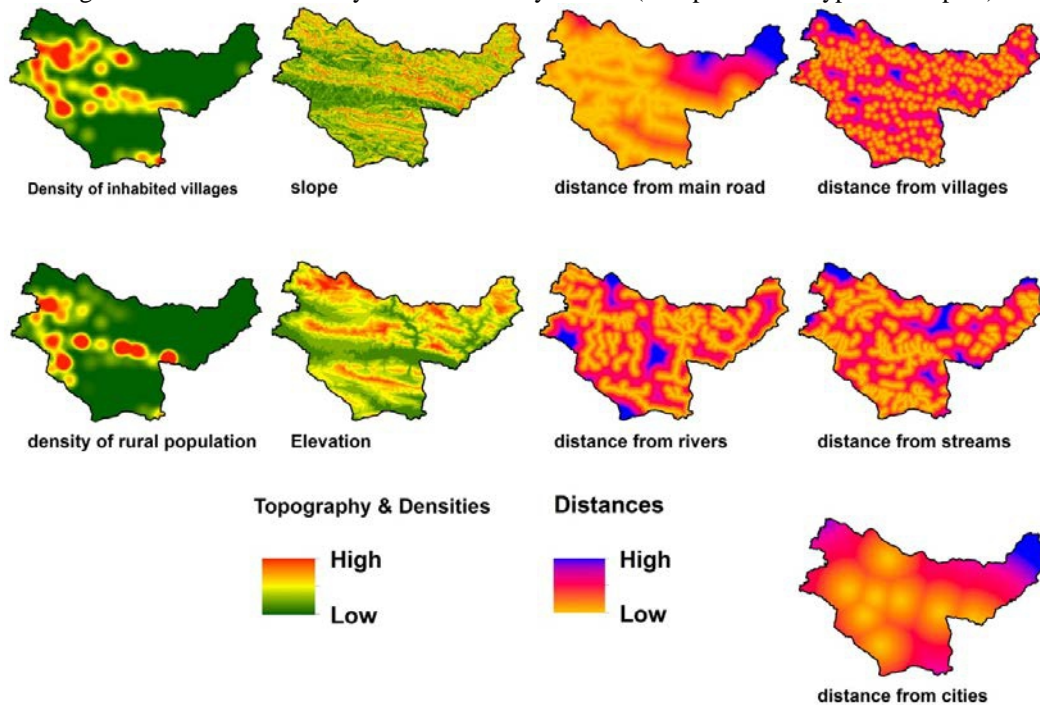 Density of inhabited villages
slope
distance from main road
distance from villages
density of rural population
Elevation
distance from rivers
distance from streams
Topography & Densities
High
Low
Distances
High
Low
distance from cities